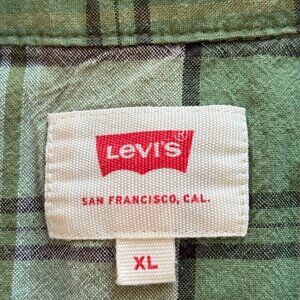 LEVI'S ®
SAN FRANCISCO, CAL.
XL